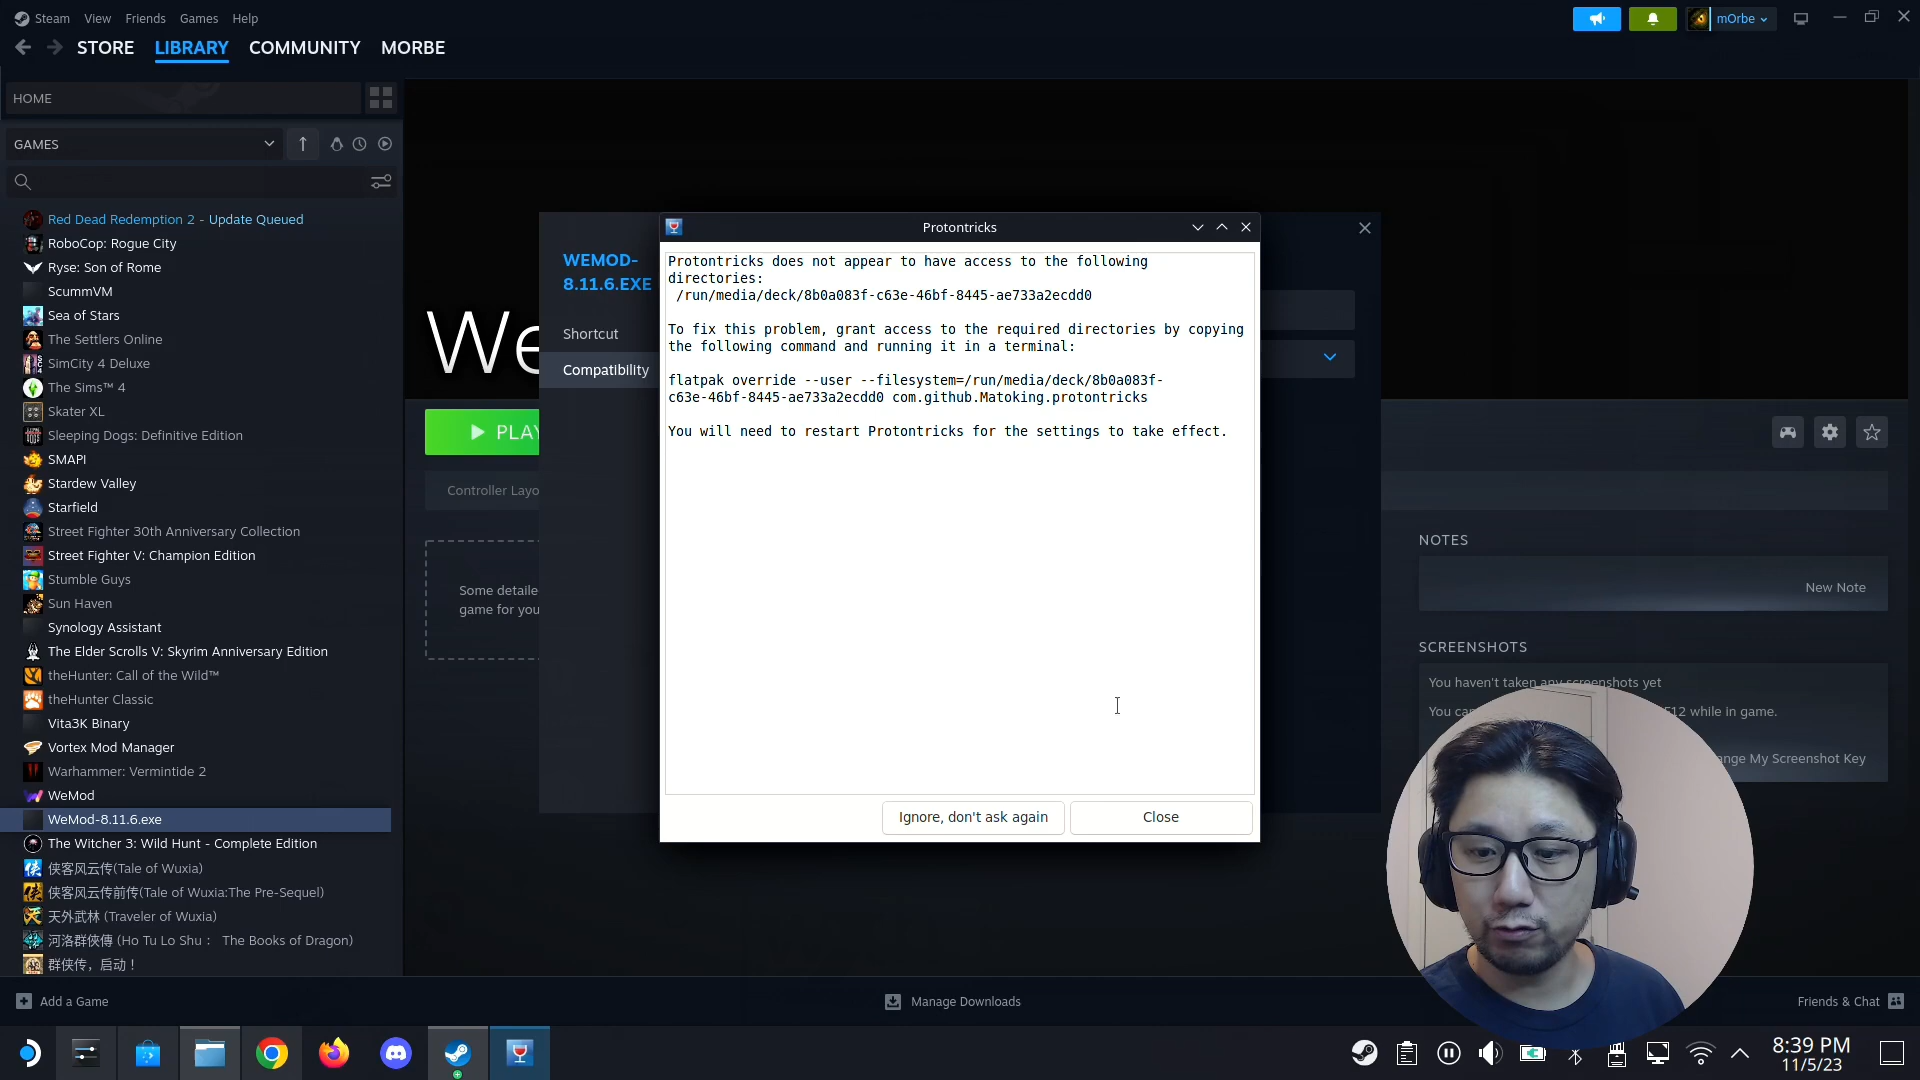 Steam View Friends Games Help
mOrbe
STORE LIBRARY COMMUNITY MORBE
HOME
GAMES
Red Dead Redemption 2 - Update Queued
RoboCop: Rogue City
Ryse: Son of Rome
ScummVM
Sea of Stars
The Settlers Online
SimCity 4 Deluxe
The Sims™ 4
Skater XL
Sleeping Dogs: Definitive Edition
SMAPI
Stardew Valley
Starfield
Street Fighter 30th Anniversary Collection
Street Fighter V: Champion Edition
Stumble Guys
Sun Haven
Synology Assistant
The Elder Scrolls V: Skyrim Anniversary Edition
theHunter: Call of the Wild™
theHunter Classic
Vita3K Binary
Vortex Mod Manager
Warhammer: Vermintide 2
WeMod
WeMod-8.11.6.exe
The Witcher 3: Wild Hunt - Complete Edition
侠客风云传(Tale of Wuxia)
侠客风云传前传(Tale of Wuxia:The Pre-Sequel)
天外武林 (Traveler of Wuxia)
河洛群俠傳 (Ho Tu Lo Shu： The Books of Dragon)
群侠传，启动！
We
PLAY
Controller Layo
Some detaile
game for you
WEMOD-
8.11.6.EXE
Shortcut
Compatibility
Protontricks
Protontricks does not appear to have access to the following
directories:
/run/media/deck/8b0a083f-c63e-46bf-8445-ae733a2ecdd0
To fix this problem, grant access to the required directories by copying
the following command and running it in a terminal:
flatpak override --user --filesystem=/run/media/deck/8b0a083f-
c63e-46bf-8445-ae733a2ecdd0 com.github.Matoking.protontricks
You will need to restart Protontricks for the settings to take effect.
Ignore, don't ask again
Close
NOTES
New Note
SCREENSHOTS
You haven't taken any screenshots yet
You ca F12 while in game.
ange My Screenshot Key
Add a Game
Manage Downloads
Friends & Chat
8:39 PM
11/5/23